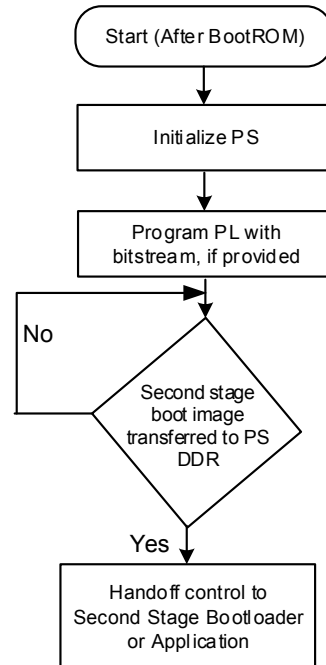 Start (After BootROM)
Initialize PS
Program PL with
bitstream, if provided
No
Second stage
boot image
transferred to PS
DDR
Yes
Handoff control to
Second Stage Bootloader
or Application